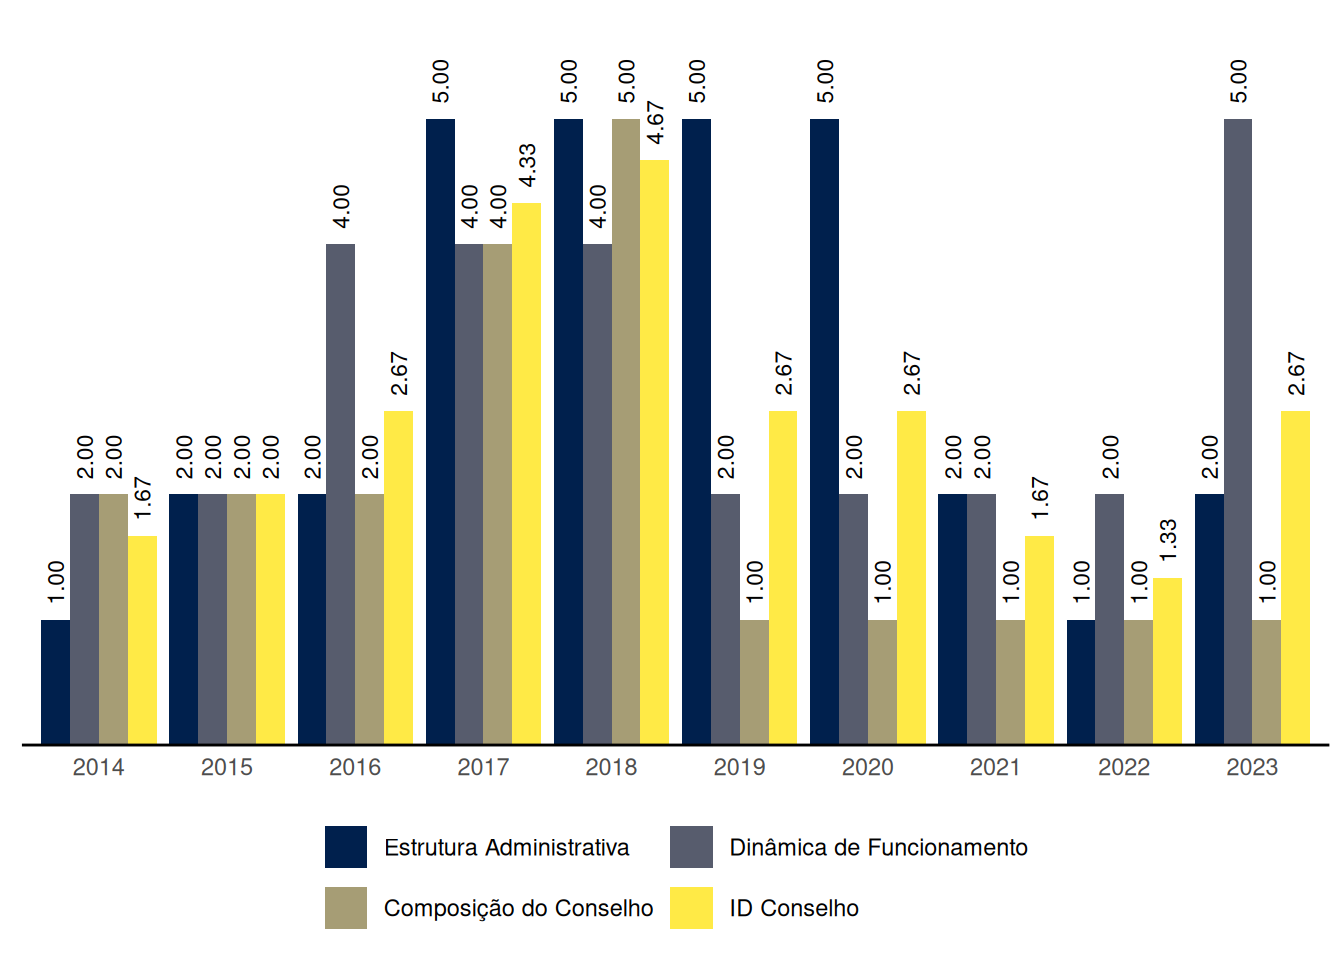 5.00 5.00 5.00 5.00 5.00 5.00
4.67
4.33
4.00 4.00 4.00 4.00
2.67 2.67 2.67 2.67
2.00 2.00 2.00 2.00 2.00 2.00 2.00 2.00 2.00 2.00 2.00 2.00 2.00 2.00
1.67 1.67
1.33
1.00 1.00 1.00 1.00 1.00 1.00 1.00
2014 2015 2016 2017 2018 2019 2020 2021 2022 2023
Estrutura Administrativa Dinâmica de Funcionamento
Composição do Conselho ID Conselho